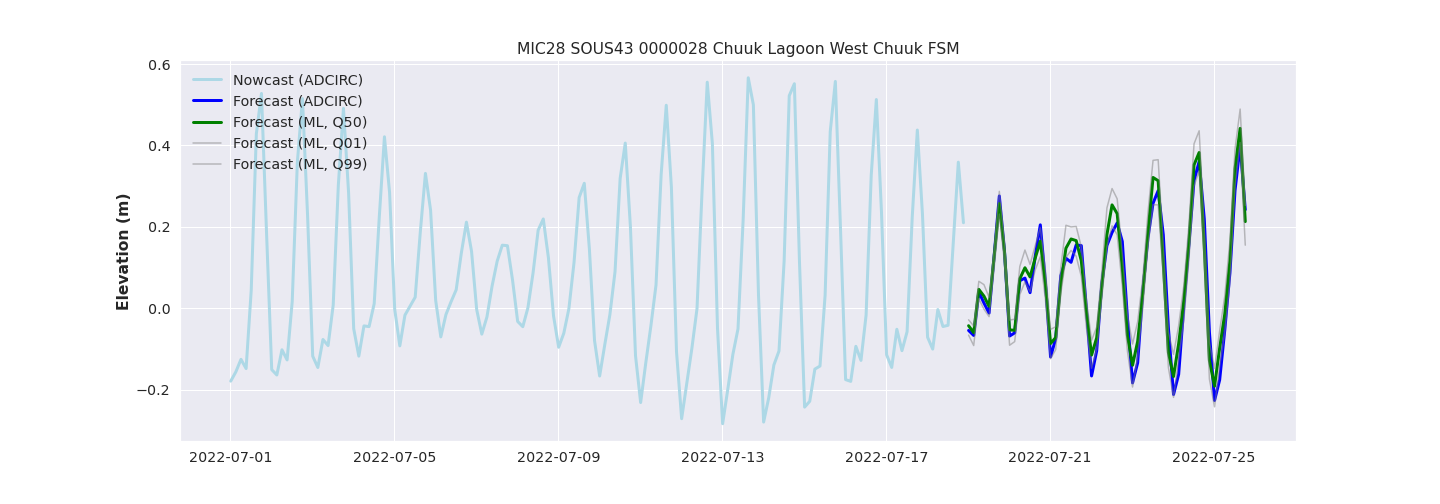 MIC28 SOUS43 0000028 Chuuk Lagoon West Chuuk FSM
0.6
0.4
0.2
0.0
−0.2
Elevation (m)
Nowcast (ADCIRC)
Forecast (ADCIRC)
Forecast (ML, Q50)
Forecast (ML, Q01)
Forecast (ML, Q99)
2022-07-01 2022-07-05 2022-07-09 2022-07-13 2022-07-17 2022-07-21 2022-07-25